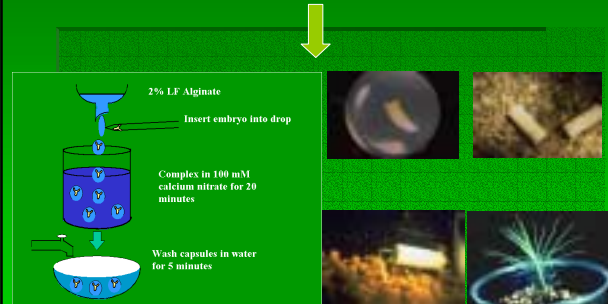 2% LF Alginate
Insert embryo into drop
Complex in 100 mM
calcium nitrate for 20
minutes
Wash capsules in water
for 5 minutes